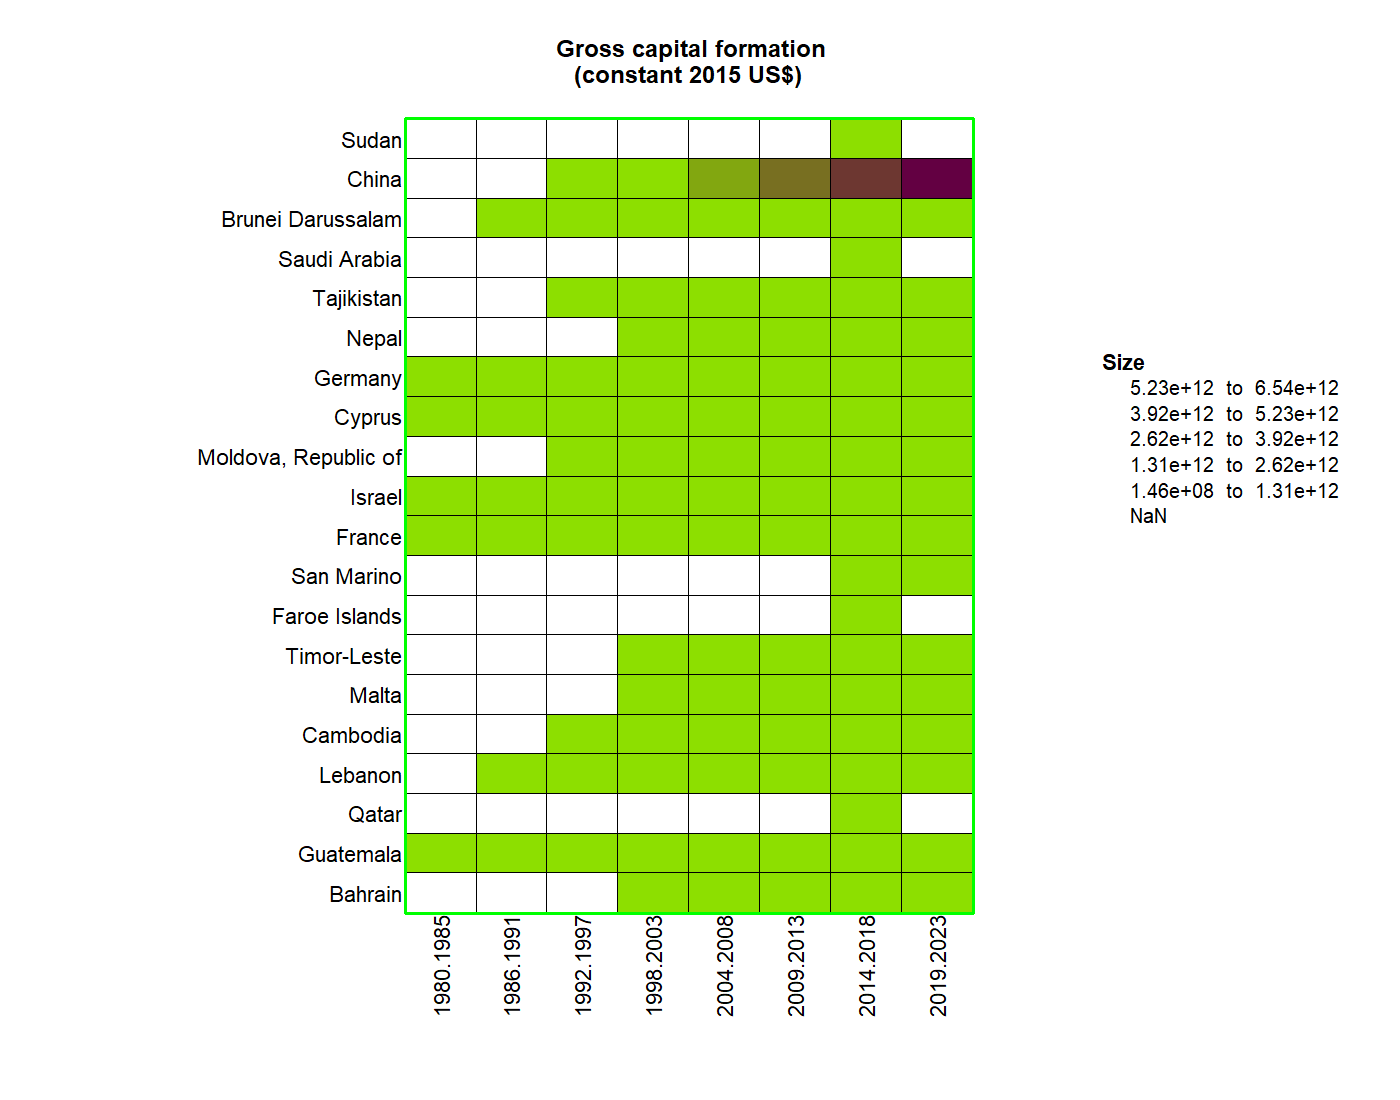 Gross capital formation
(constant 2015 US$)
Sudan
China
Brunei Darussalam
Saudi Arabia
Tajikistan
Nepal
Germany
Cyprus
Moldova, Republic of
Israel
France
San Marino
Faroe Islands
Timor-Leste
Malta
Cambodia
Lebanon
Qatar
Guatemala
Bahrain
1980.1985
1986.1991
1992.1997
1998.2003
2004.2008
2009.2013
2014.2018
2019.2023
Size
5.23e+12 to 6.54e+12
3.92e+12 to 5.23e+12
2.62e+12 to 3.92e+12
1.31e+12 to 2.62e+12
1.46e+08 to 1.31e+12
NaN